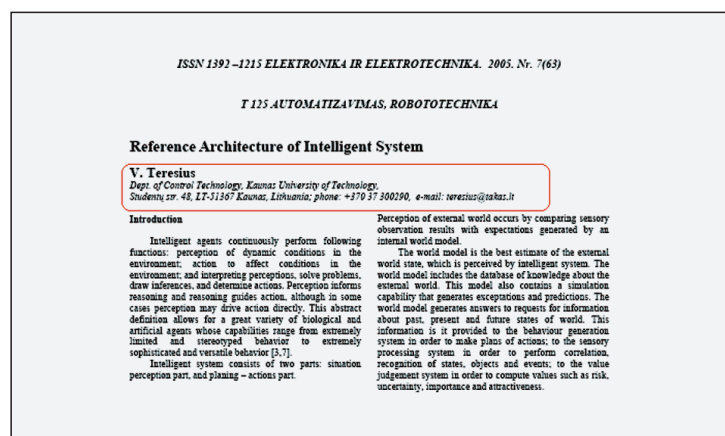 ISSN 1392 –1215 ELEKTRONIKA IR ELEKTROTECHNIKA. 2005. Nr. 7(63)
T 125 AUTOMATIZAVIMAS, ROBOTOTECHNIKA
Reference Architecture of Intelligent System
V. Teresius
Dept. of Control Technology, Kaunas University of Technology,
Studentų str. 48, LT-51367 Kaunas, Lithuania; phone: +370 37 300290, e-mail: teresius@takas.lt
Introduction
Intelligent agents continuously perform following
functions: perception of dynamic conditions in the
environment; action to affect conditions in the
environment; and interpreting perceptions, solve problems,
draw inferences, and determine actions. Perception informs
reasoning and reasoning guides action, although in some
cases perception may drive action directly. This abstract
definition allows for a great variety of biological and
artificial agents whose capabilities range from extremely
limited and stereotyped behavior to extremely
sophisticated and versatile behavior [3,7].
Intelligent system consists of two parts: situation
perception part, and planing – actions part.
Perception of external world occurs by comparing sensory
observation results with expectations generated by an
internal world model.
The world model is the best estimate of the external
world state, which is perceived by intelligent system. The
world model includes the database of knowledge about the
external world. This model also contains a simulation
capability that generates exceptations and predictions. The
world model generates answers to requests for information
about past, present and future states of world. This
information is it provided to the behaviour generation
system in order to make plans of actions; to the sensory
processing system in order to perform correlation,
recognition of states, objects and events; to the value
judgement system in order to compute values such as risk,
uncertainty, importance and attractiveness.